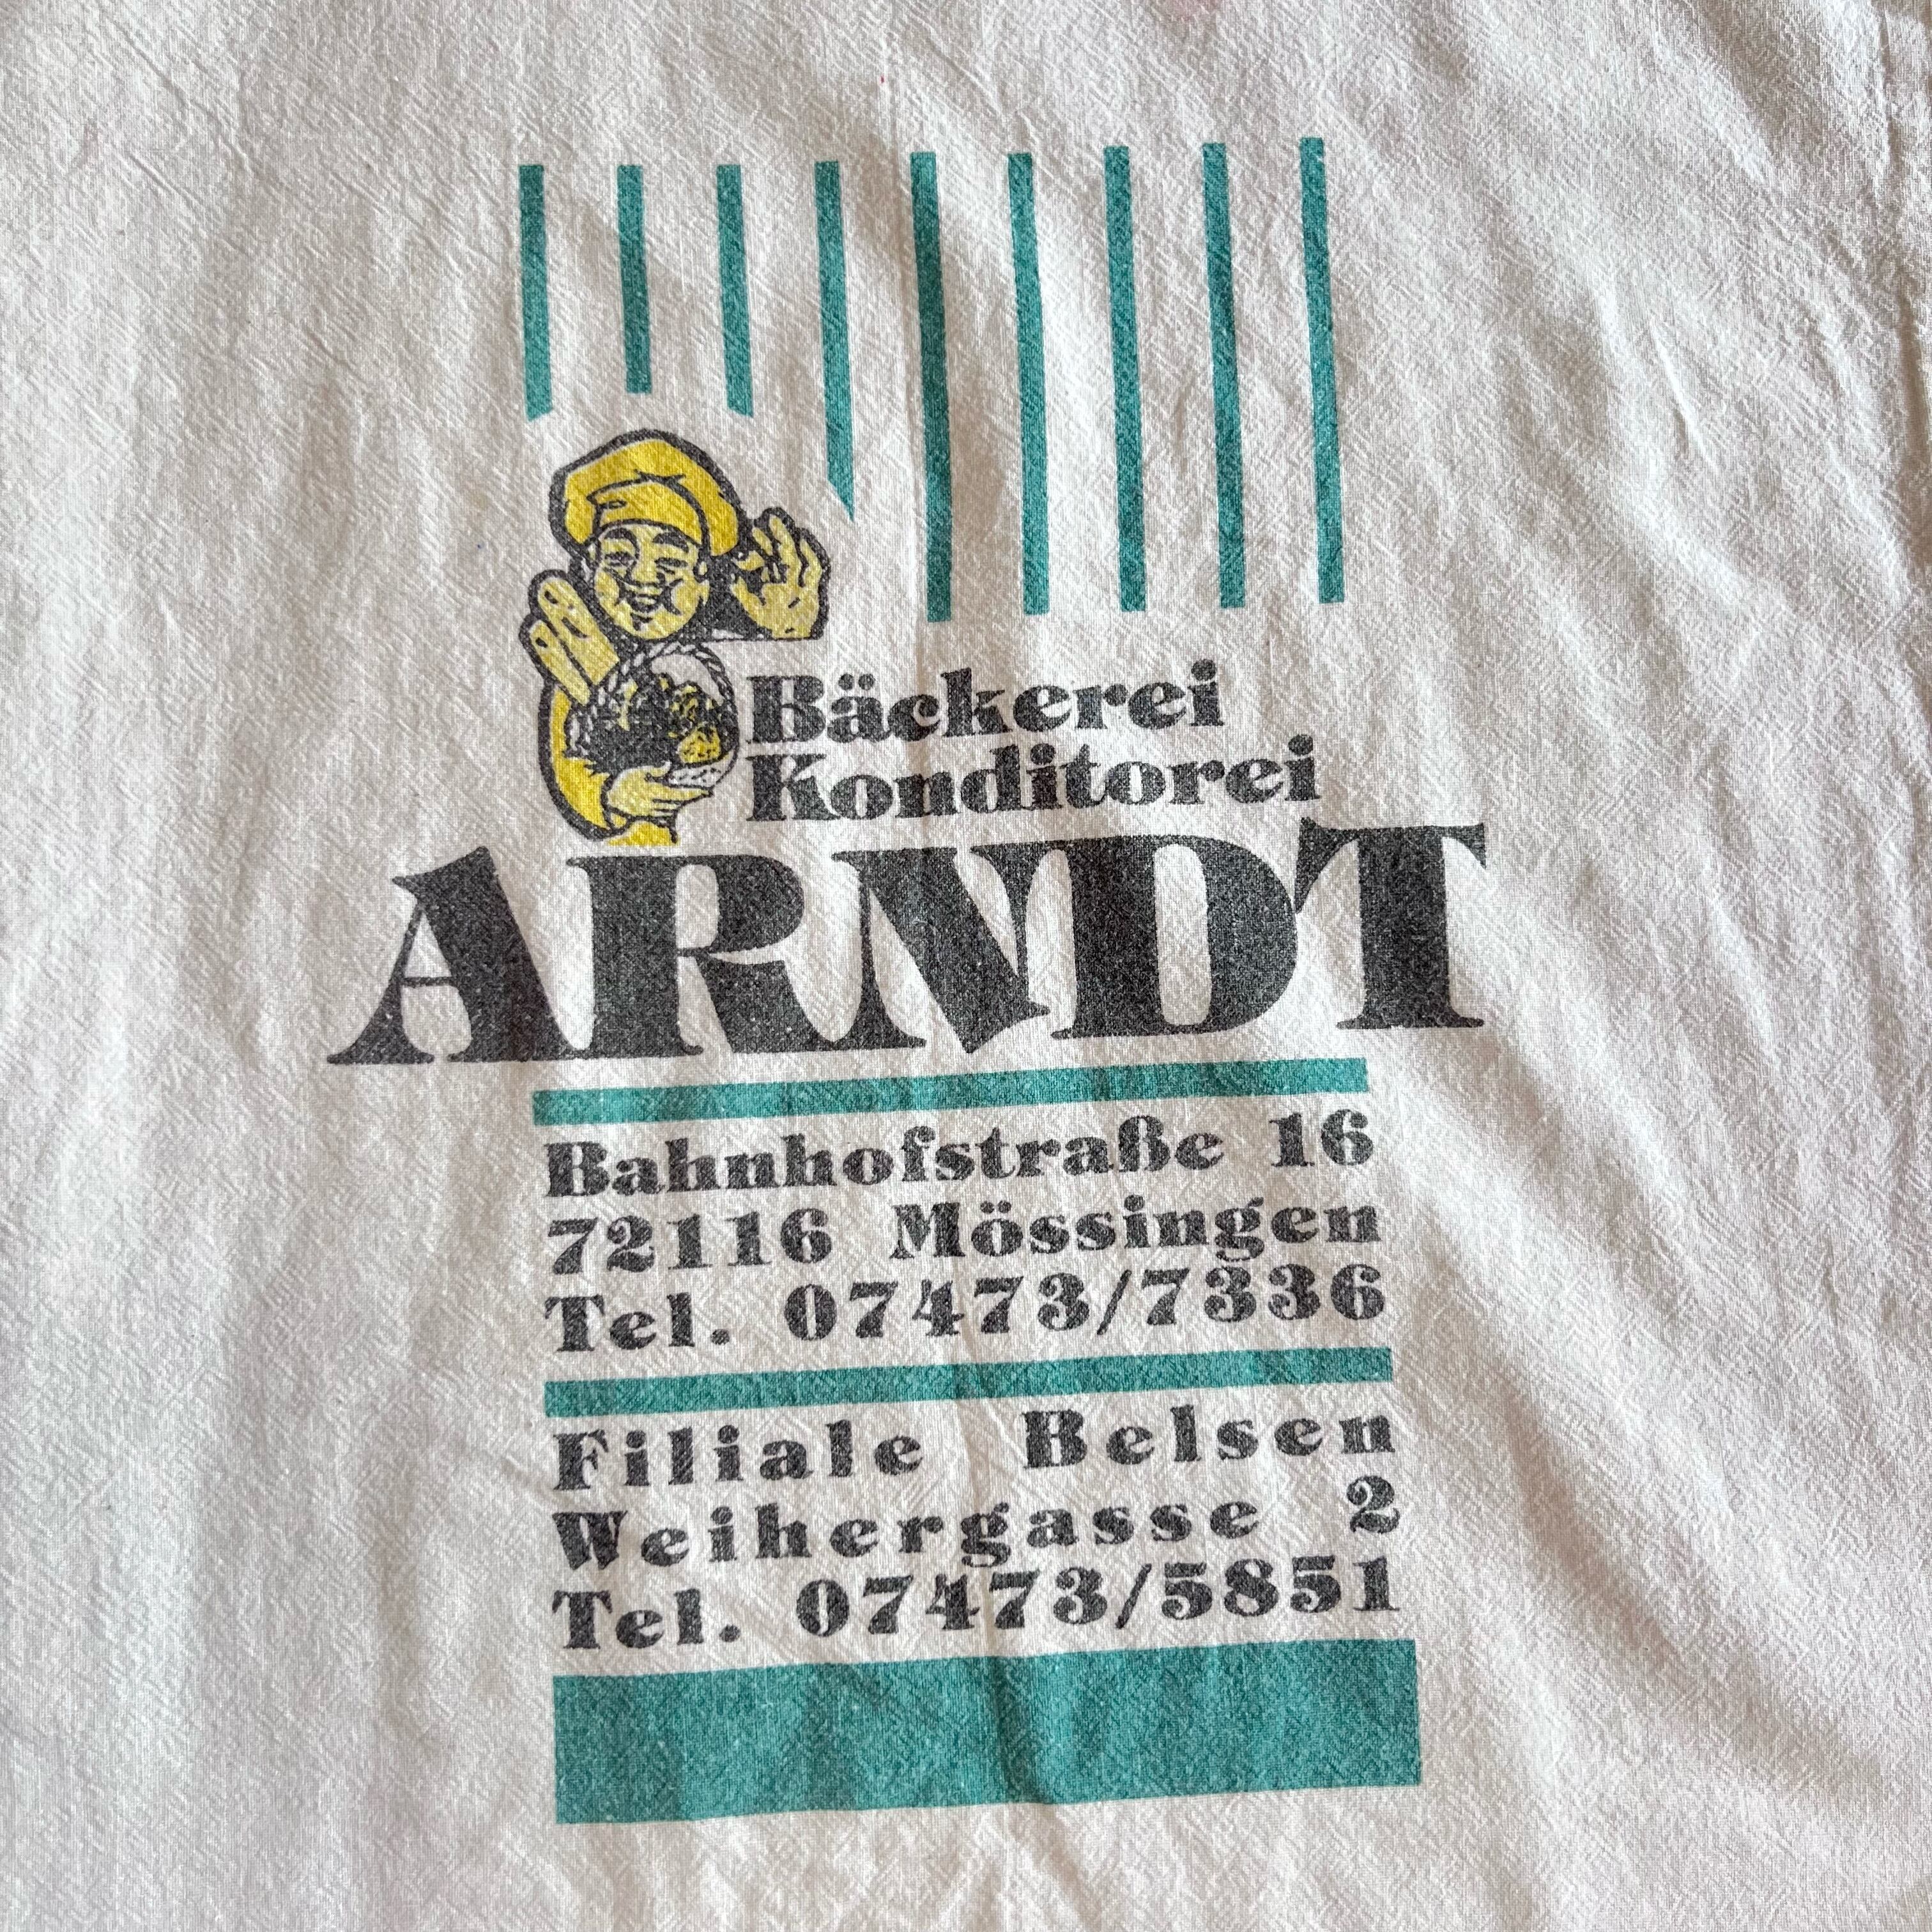 Bäckerei
Konditorei
ARNDT
Bahnhofstraße 16
72116 Mössingen
Tel. 07473/7336
Filiale Belsen
Weihergasse 2
Tel. 07473/5851